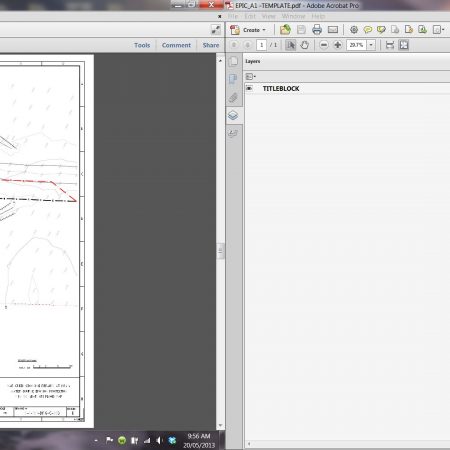 EPIC_A1 -TEMPLATE.pdf - Adobe Acrobat Pro
File Edit View Window Help
Create
1 / 1
29.7%
Tools Comment Share
Layers
TITLEBLOCK
9:56 AM
20/05/2013